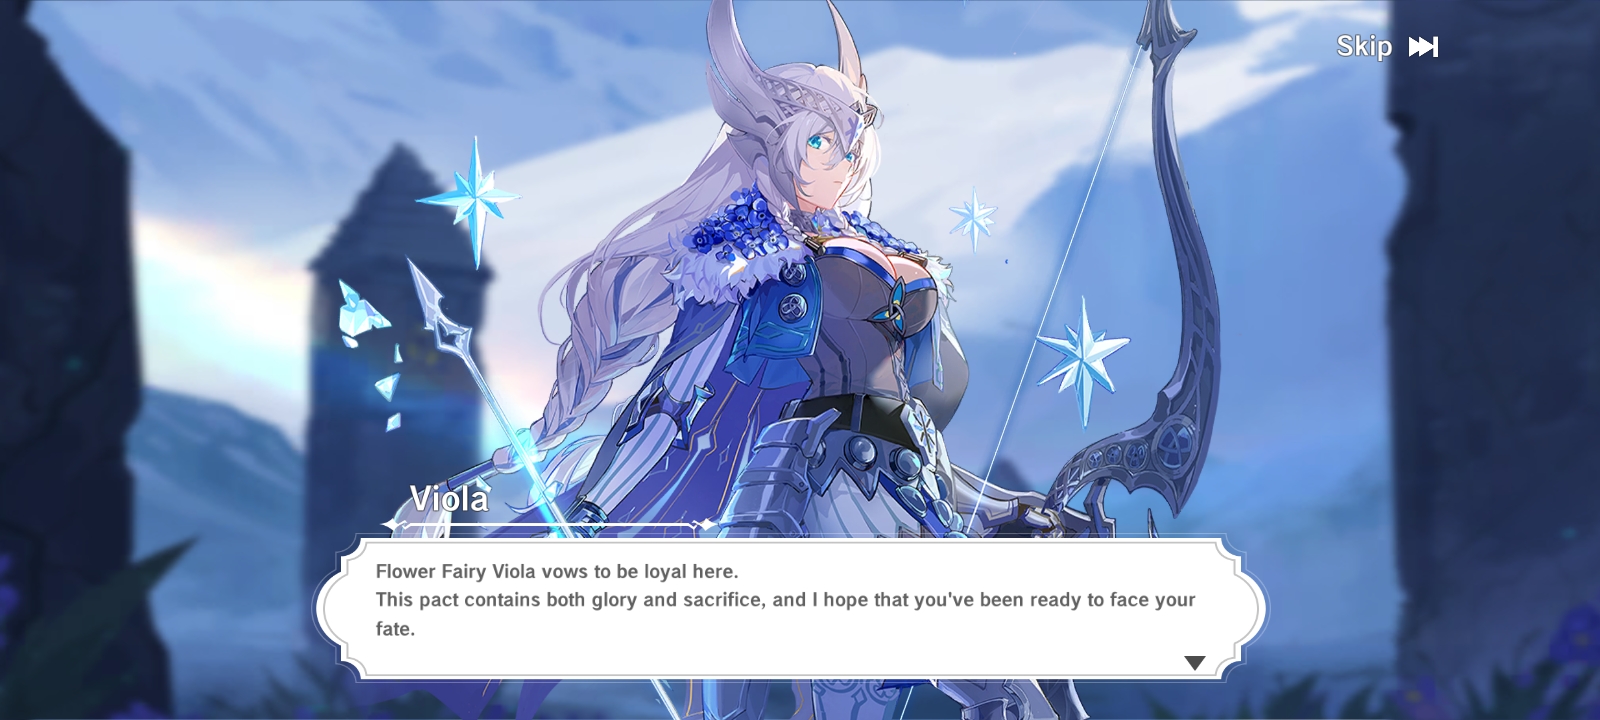 Skip
Viola
Flower Fairy Viola vows to be loyal here.
This pact contains both glory and sacrifice, and I hope that you've been ready to face your
fate.